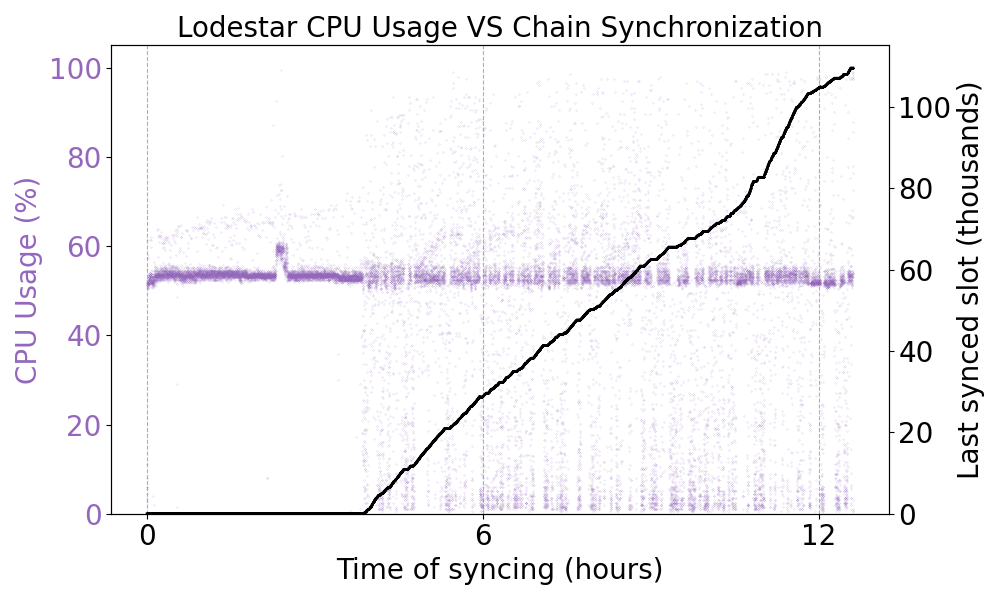 Lodestar CPU Usage VS Chain Synchronization
CPU Usage (%)
100
80
60
40
20
0
100
80
60
40
20
0
Last synced slot (thousands)
0 6 12
Time of syncing (hours)